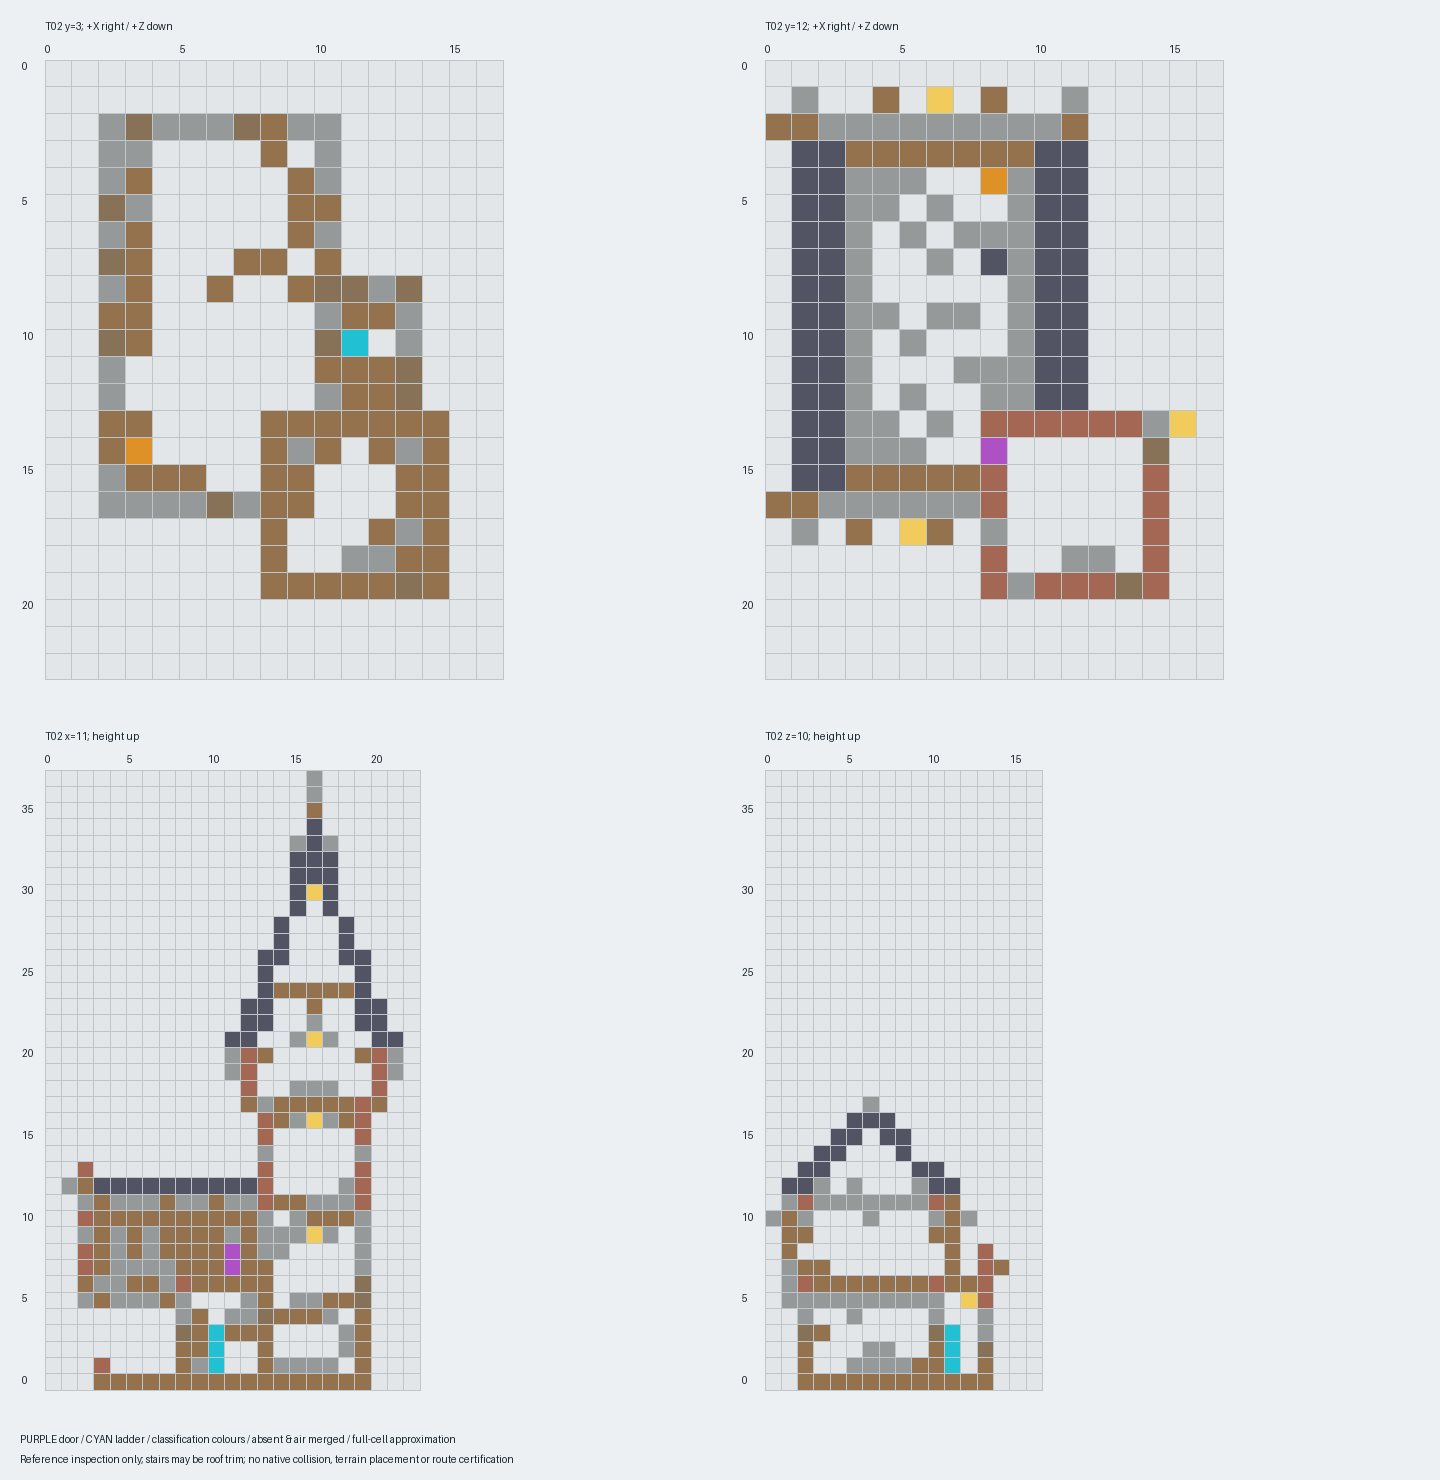 T02 y=3; +X right / +Z down
0 5 10 15
0
5
10
15
20
T02 y=12; +X right / +Z down
0 5 10 15
0
5
10
15
20
T02 x=11; height up
0 5 10 15 20
35
30
25
20
15
10
5
0
T02 z=10; height up
0 5 10 15
35
30
25
20
15
10
5
0
PURPLE door / CYAN ladder / classification colours / absent & air merged / full-cell approximation
Reference inspection only; stairs may be roof trim; no native collision, terrain placement or route certification